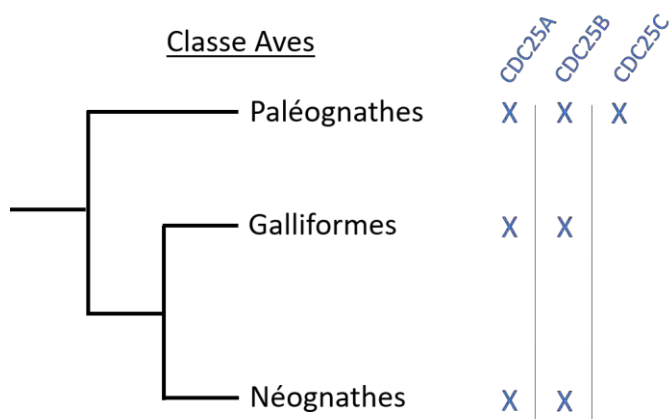 Classe Aves
CDC25A
CDC25B
CDC25C
Paléognathes X X X
Galliformes X X
Néognathes X X